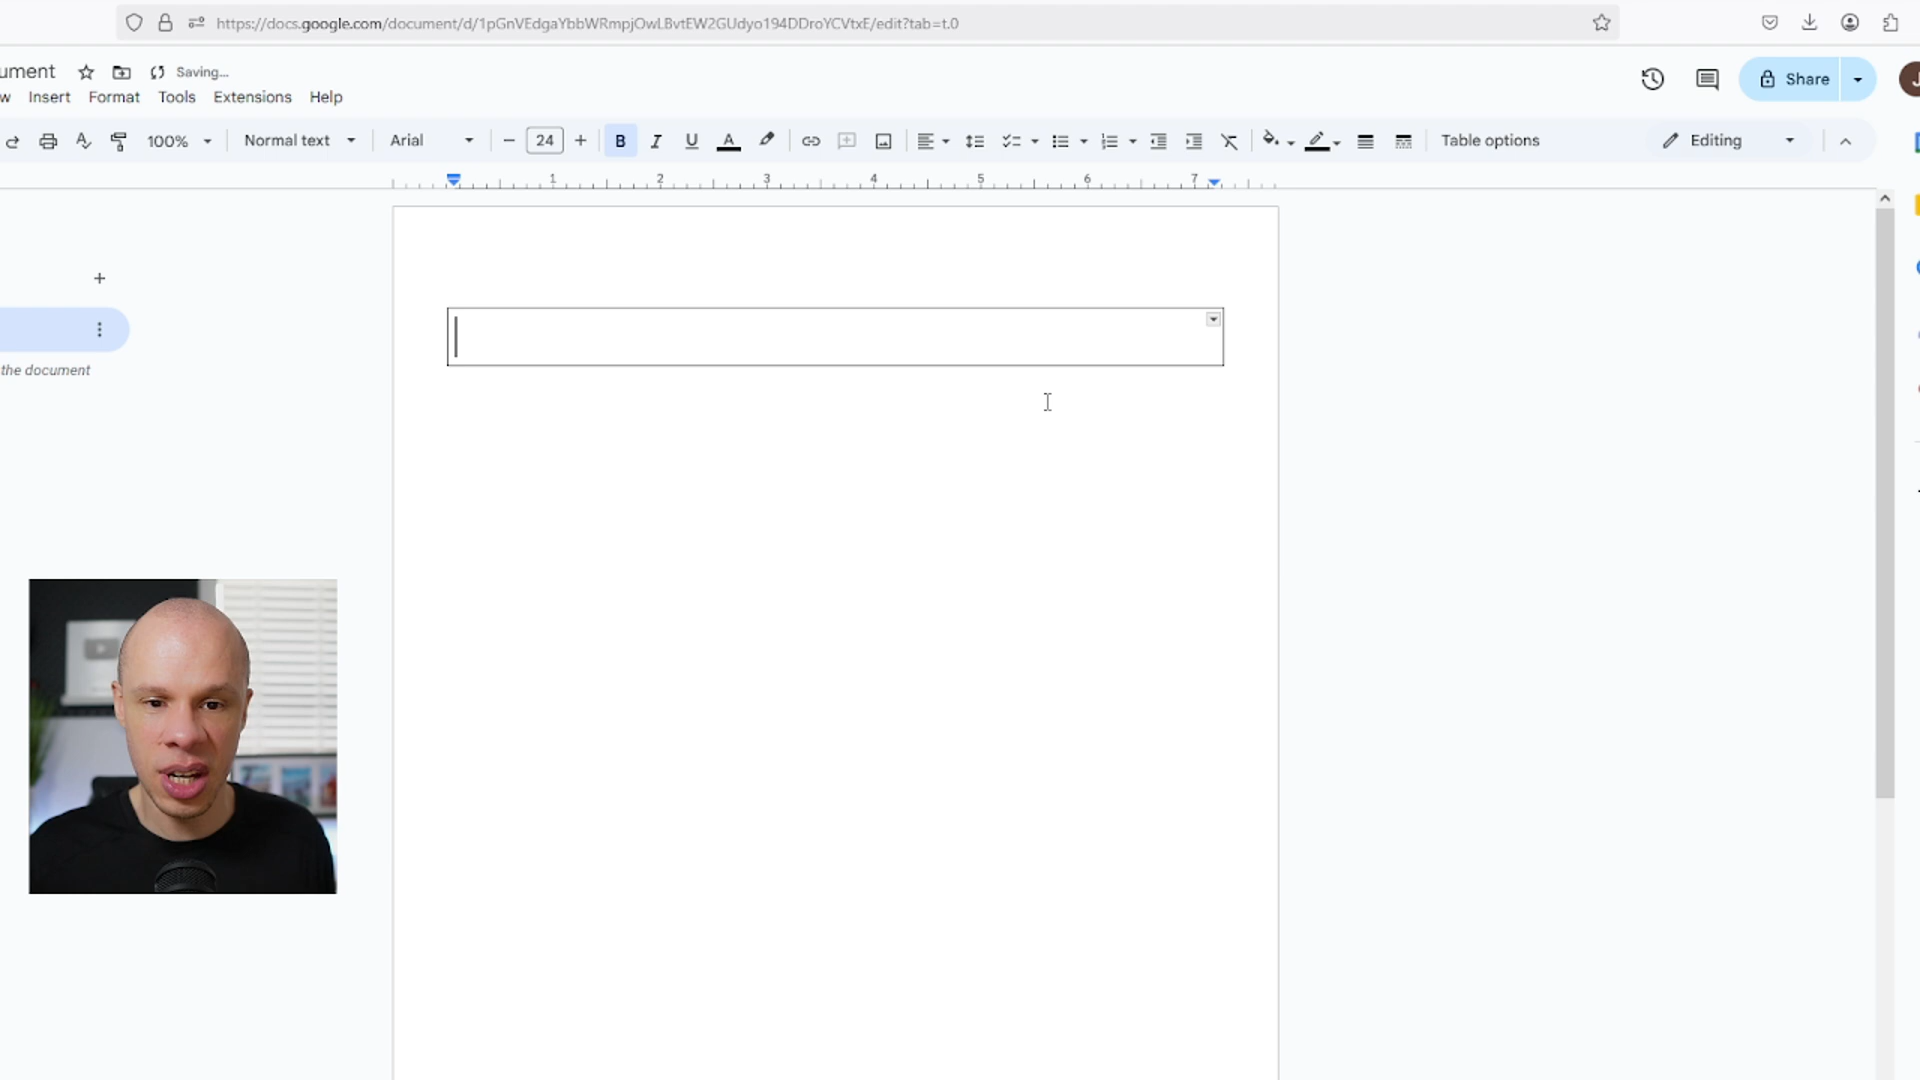 https://docs.google.com/document/d/1pGnVEdgaYbbWRmpjOwLBvtEW2GUdyo194DDroYCVtxE/edit?tab=t.0
ument Saving...
w Insert Format Tools Extensions Help
Share
100% Normal text Arial 24 B I U A Table options Editing
1 2 3 4 5 6 7
the document